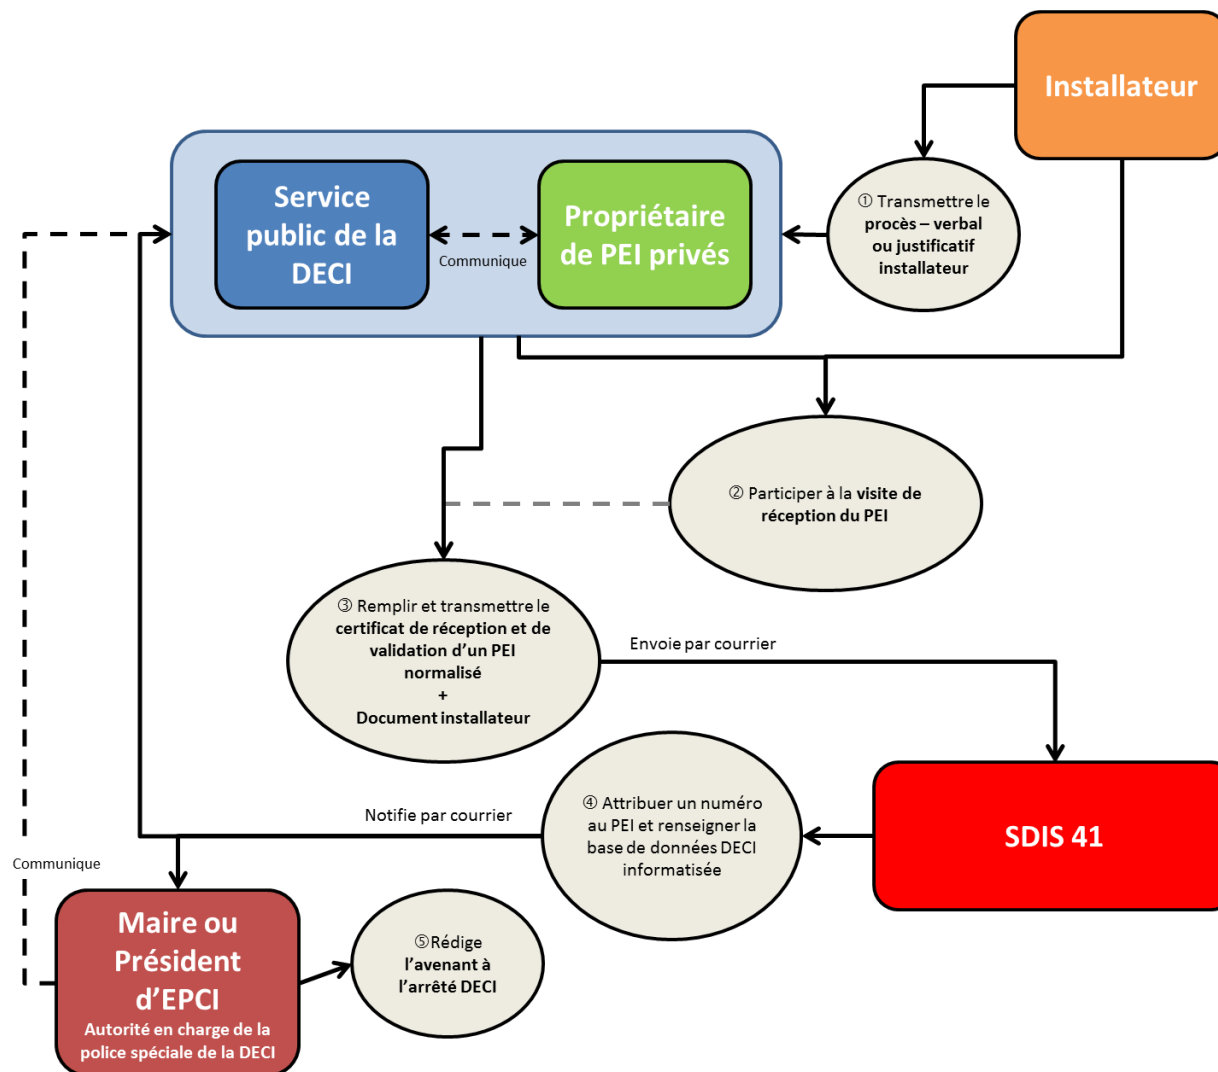 Installateur
① Transmettre le
procès – verbal
ou justificatif
installateur
Service
public de la
DECI
Communique
Propriétaire
de PEI privés
② Participer à la visite de
réception du PEI
③ Remplir et transmettre le
certificat de réception et de
validation d’un PEI
normalisé
+
Document installateur
Envoie par courrier
SDIS 41
④ Attribuer un numéro
au PEI et renseigner la
base de données DECI
informatisée
Notifie par courrier
Communique
Maire ou
Président
d’EPCI
Autorité en charge de la
police spéciale de la DECI
⑤Rédige
l’avenant à
l’arrêté DECI